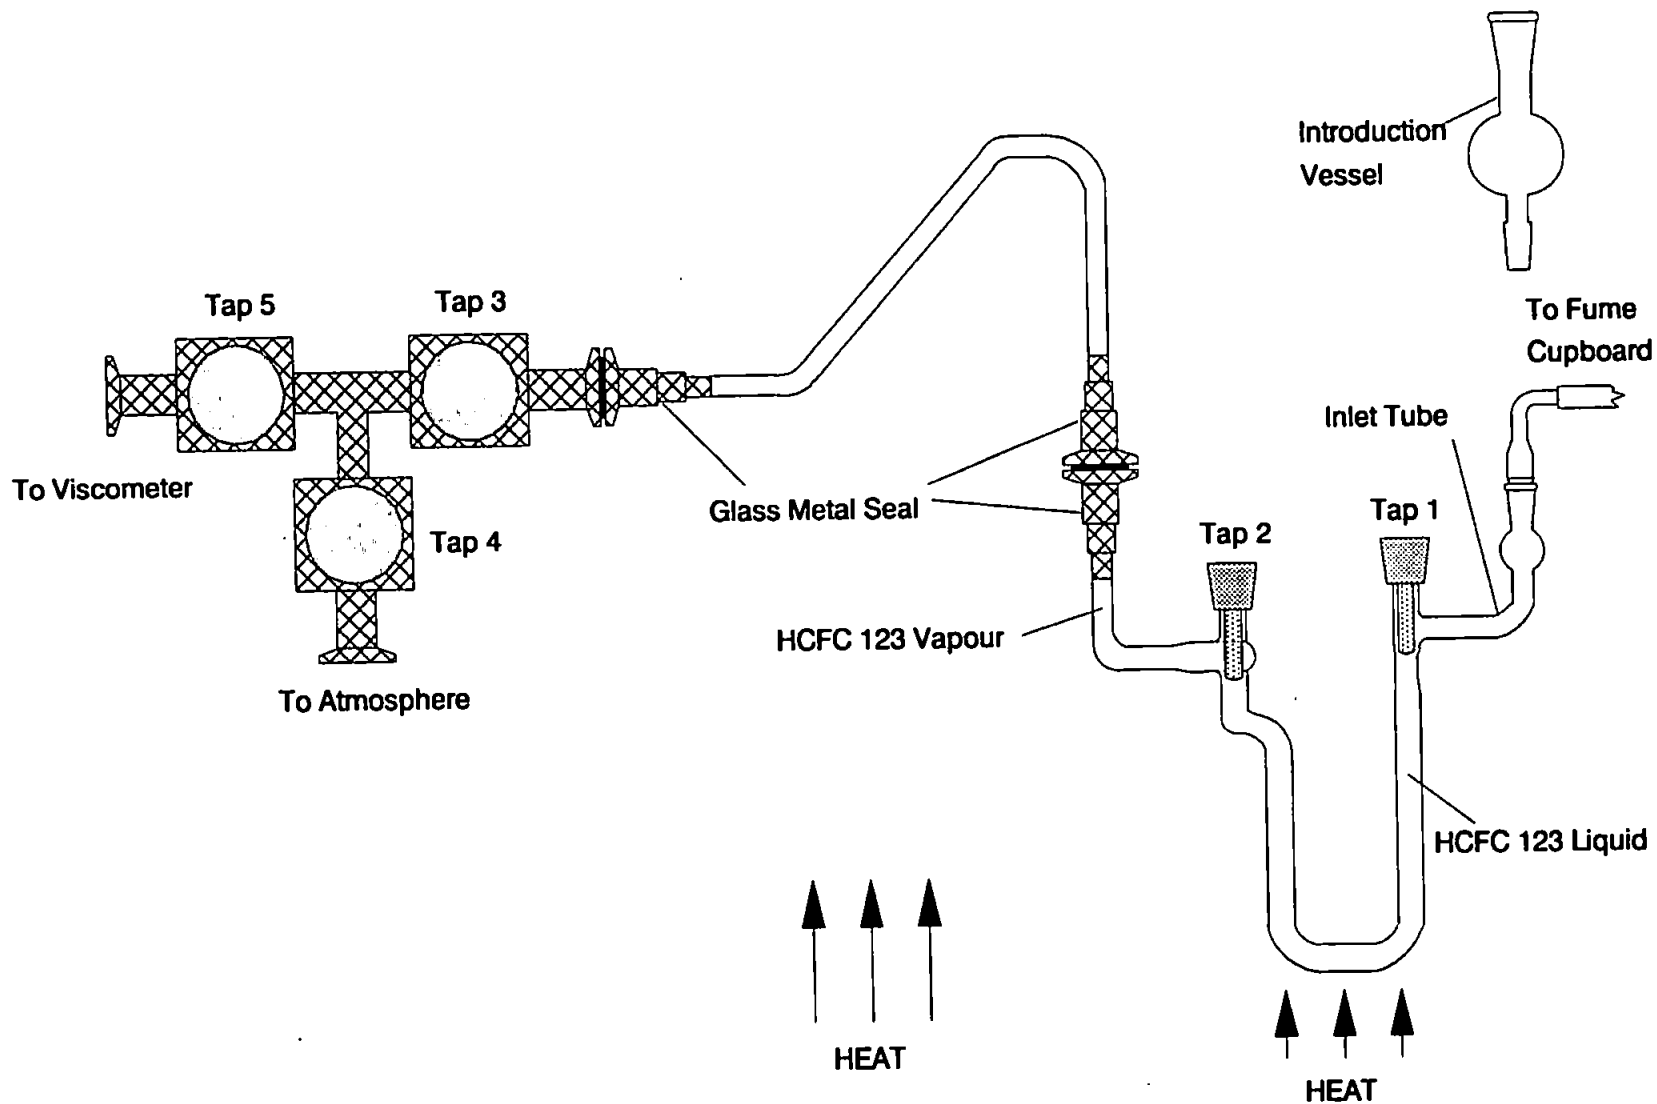 Introduction
Vessel
Tap 5
Tap 3
To Fume
Cupboard
Inlet Tube
To Viscometer
Glass Metal Seal
Tap 1
Tap 2
Tap 4
HCFC 123 Vapour
To Atmosphere
HCFC 123 Liquid
HEAT
HEAT